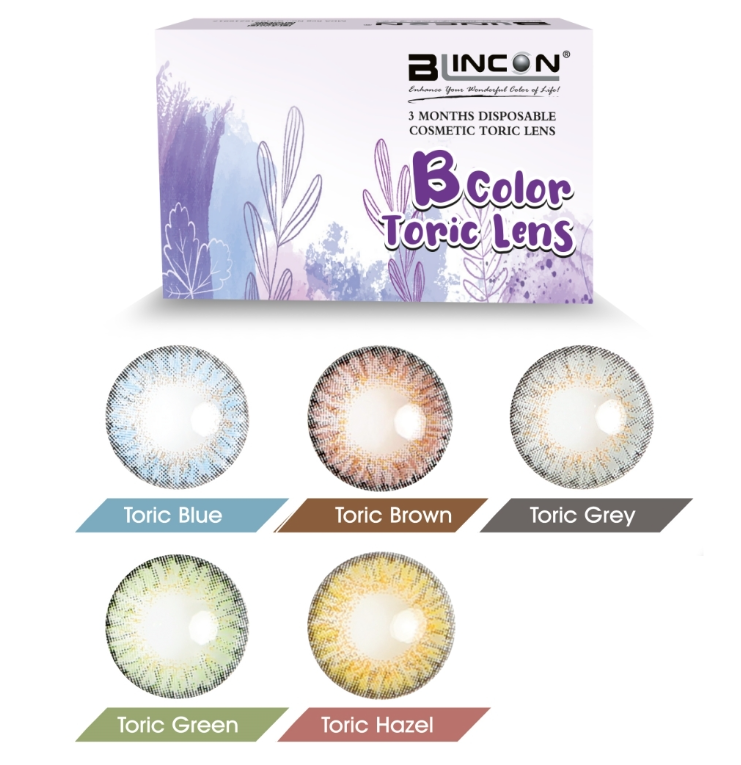 BLINCON®
Enhance Your Wonderful Color of Life!
3 MONTHS DISPOSABLE
COSMETIC TORIC LENS
B Color
Toric Lens
Toric Blue
Toric Brown
Toric Grey
Toric Green
Toric Hazel